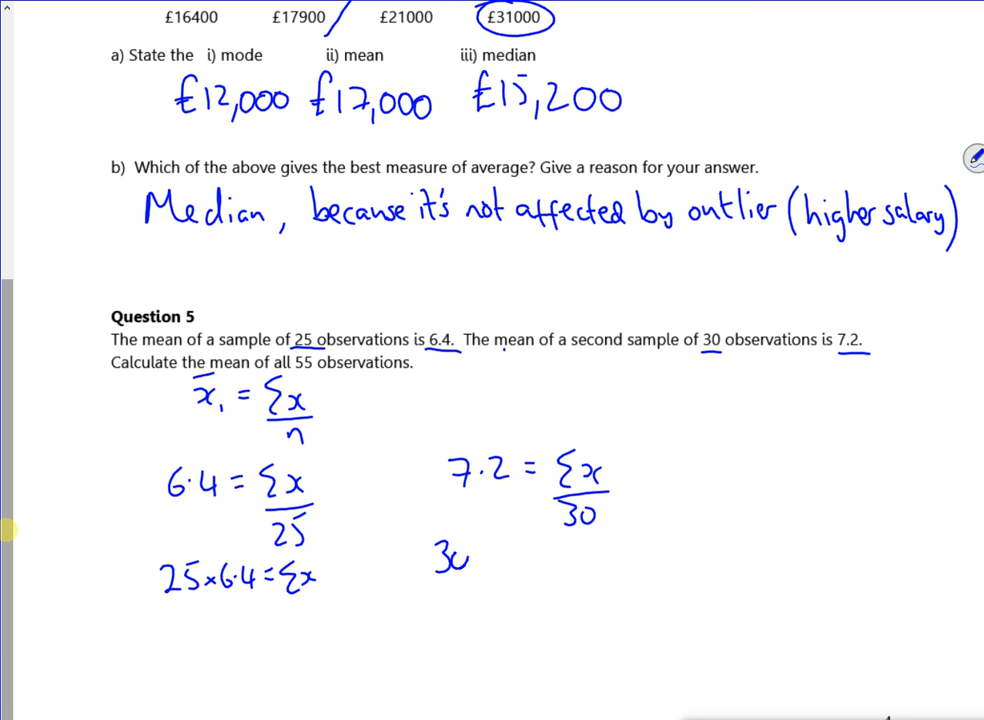 £16400 £17900 £21000 £31000
a) State the i) mode ii) mean iii) median
£12,000 £17,000 £15,200
b) Which of the above gives the best measure of average? Give a reason for your answer.
Median, because it's not affected by outlier (higher salary)
Question 5
The mean of a sample of 25 observations is 6.4. The mean of a second sample of 30 observations is 7.2.
Calculate the mean of all 55 observations.
x̄₁ = Σx/n
6.4 = Σx/25 7.2 = Σx/30
25×6.4=Σx 30